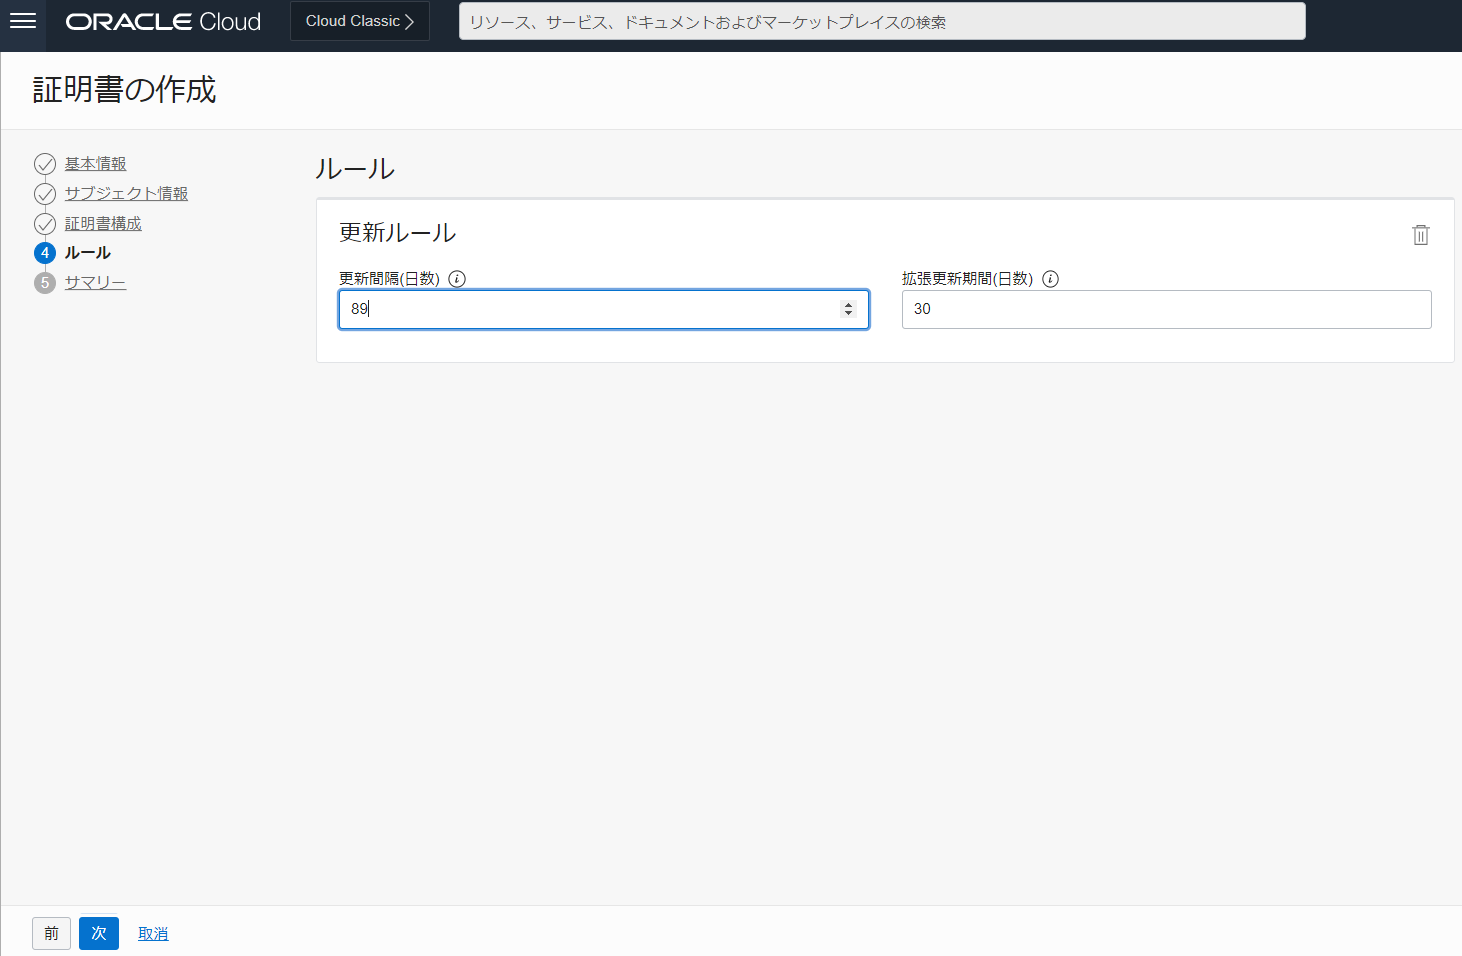 ORACLE Cloud
Cloud Classic
リソース、サービス、ドキュメントおよびマーケットプレイスの検索
証明書の作成
基本情報
サブジェクト情報
証明書構成
4 ルール
5 サマリー
ルール
更新ルール
更新間隔(日数)
89
拡張更新期間(日数)
30
前
次
取消